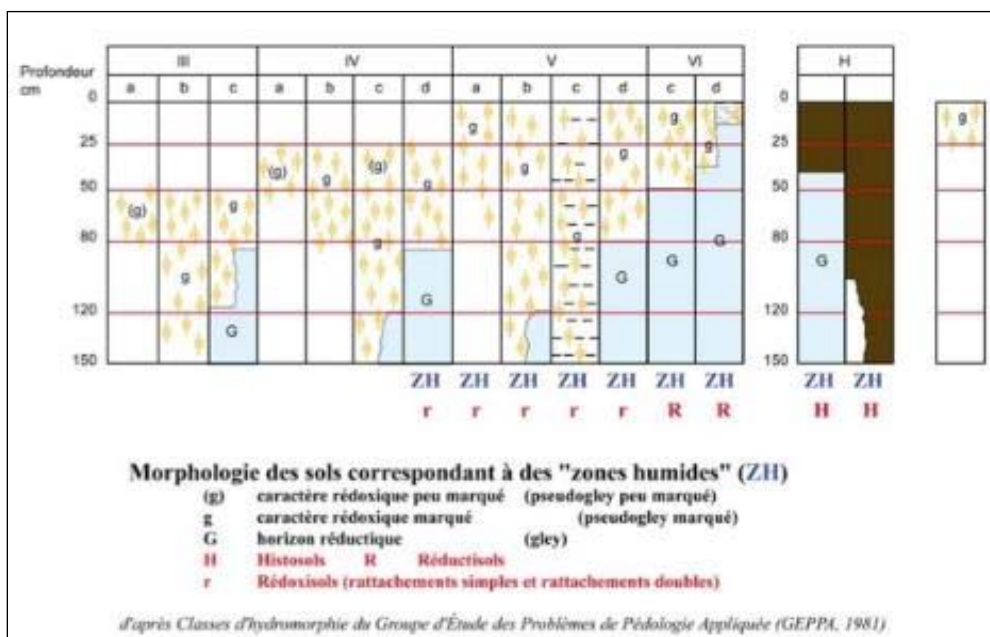 III IV V VI H
Profondeur
cm a b c a b c d a b c d c d
0
g g g
25
g g
(g) (g) g (g) g g
50
(g) g
80
g g g G
g G G G
120
G
150
ZH ZH ZH ZH ZH ZH ZH ZH ZH
r r r r r R R H H
Morphologie des sols correspondant à des "zones humides" (ZH)
(g) caractère rédoxique peu marqué (pseudogley peu marqué)
g caractère rédoxique marqué (pseudogley marqué)
G horizon réductique (gley)
H Histosols R Réductisols
r Rédoxisols (rattachements simples et rattachements doubles)
d'après Classes d'hydromorphie du Groupe d'Étude des Problèmes de Pédologie Appliquée (GEPPA, 1981)